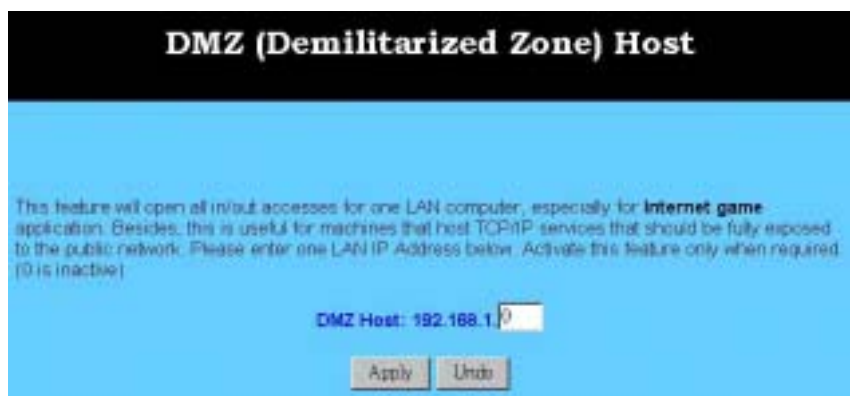 DMZ (Demilitarized Zone) Host
This feature will open all in/out accesses for one LAN computer, especially for Internet game
application. Besides, this is useful for machines that host TCP/IP services that should be fully exposed
to the public network. Please enter one LAN IP Address below. Activate this feature only when required.
(0 is inactive)
DMZ Host: 192.168.1.0
Apply Undo